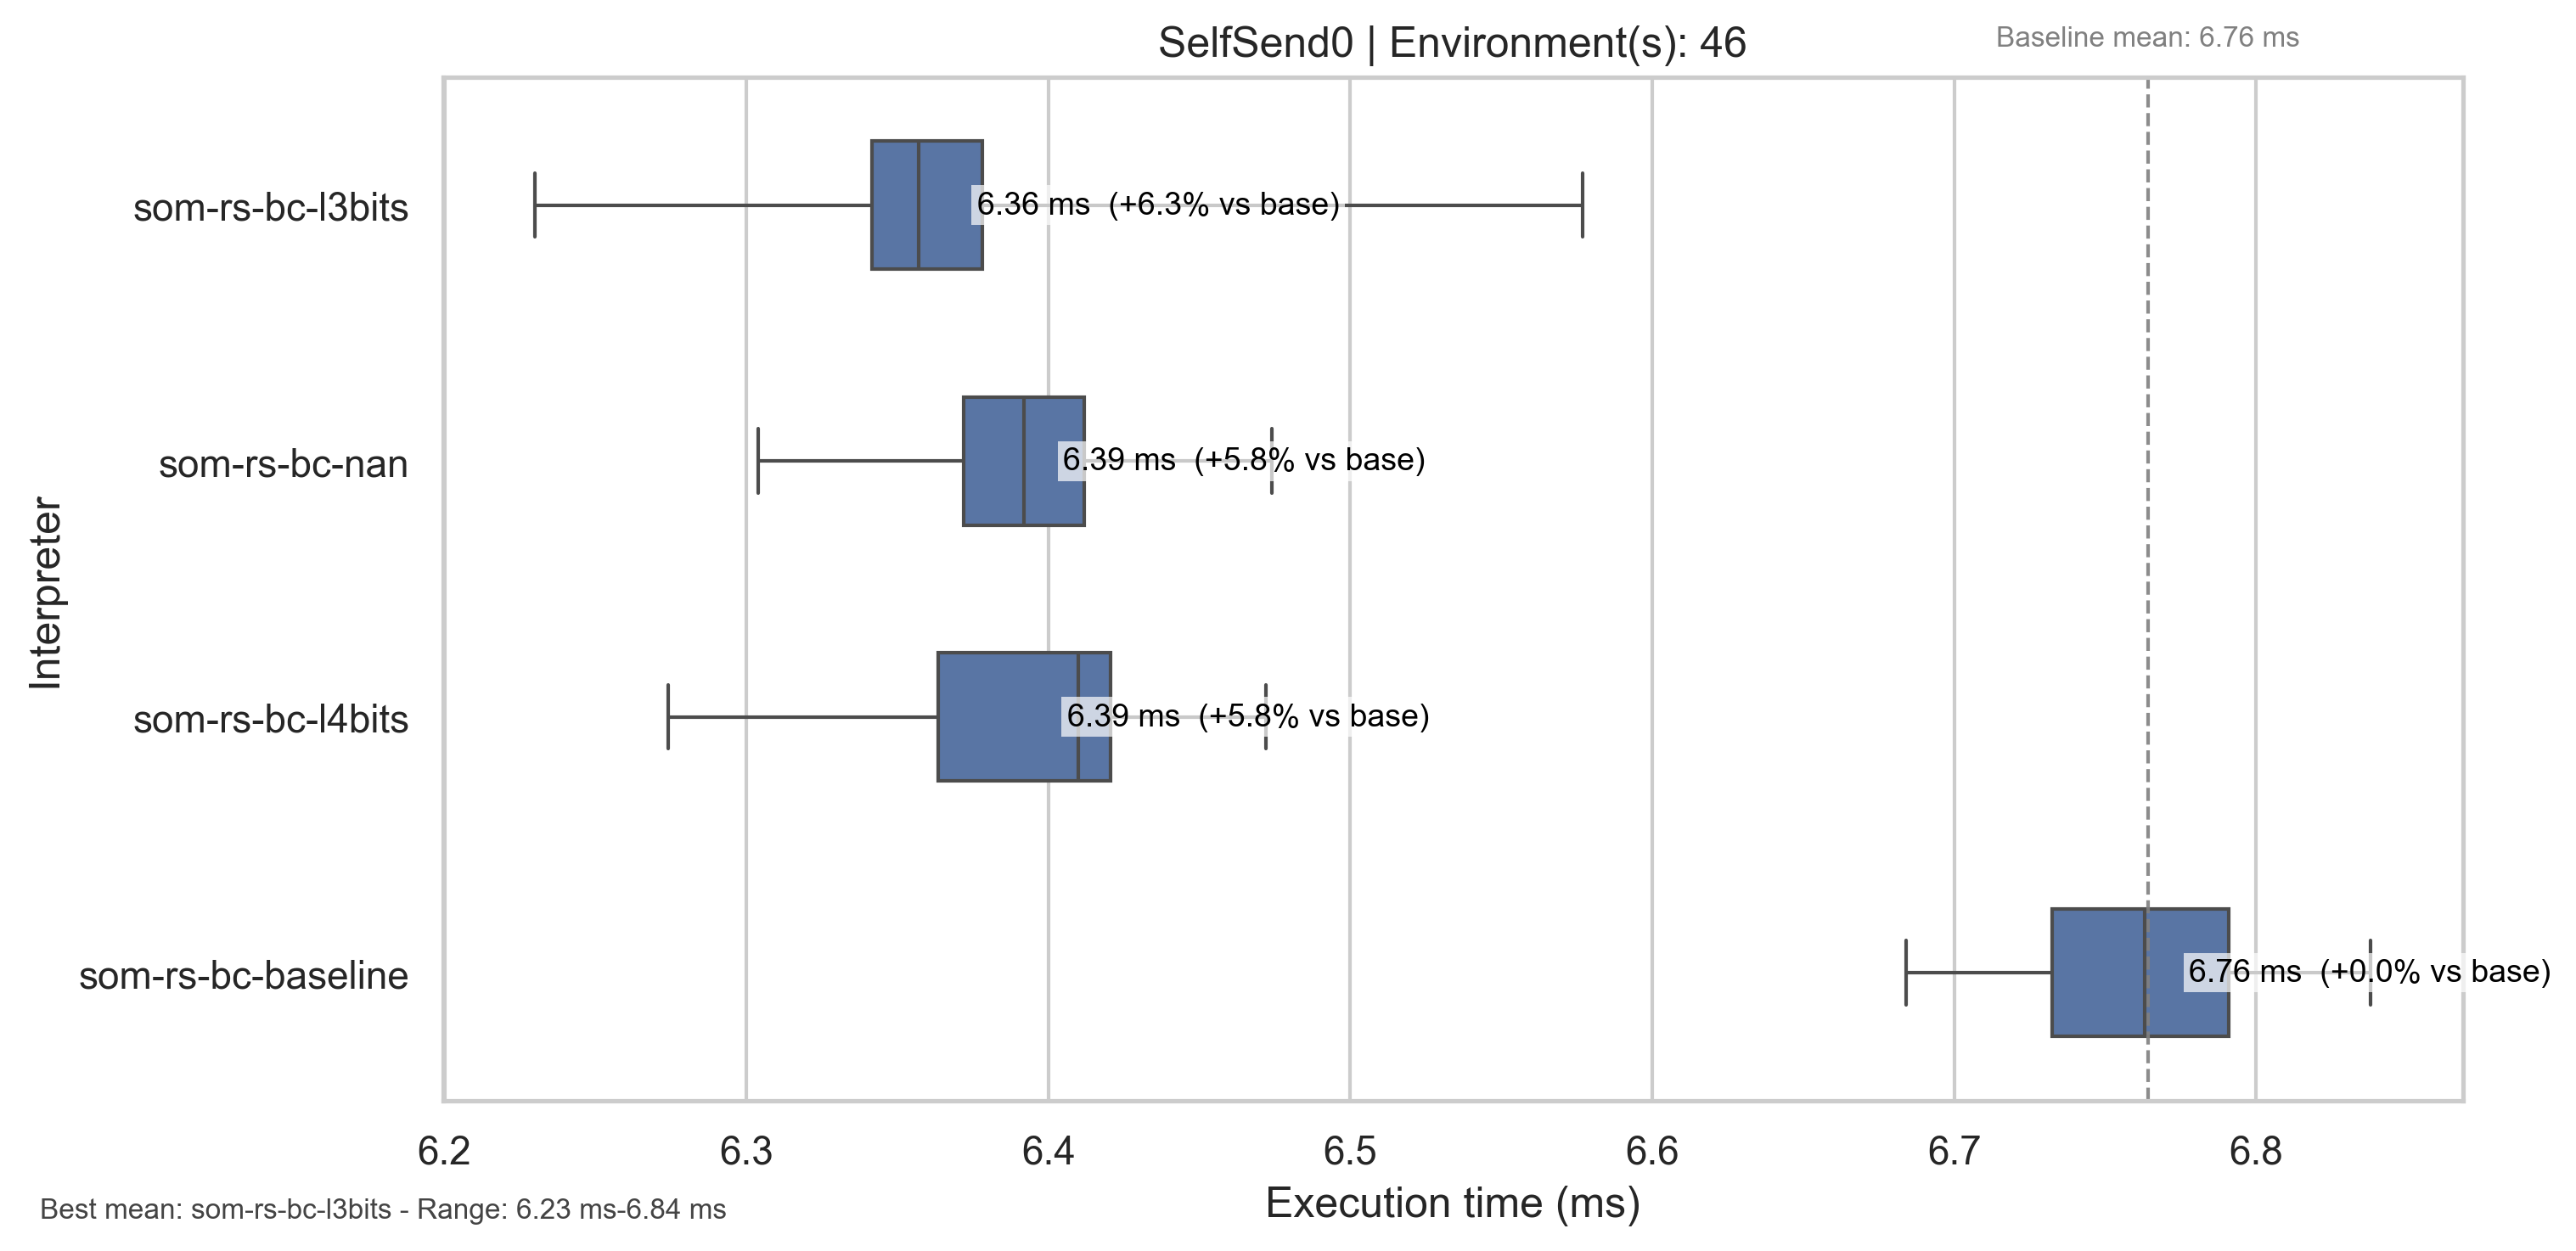 SelfSend0 | Environment(s): 46
Baseline mean: 6.76 ms
Interpreter
som-rs-bc-l3bits
6.36 ms (+6.3% vs base)
som-rs-bc-nan
6.39 ms (+5.8% vs base)
som-rs-bc-l4bits
6.39 ms (+5.8% vs base)
som-rs-bc-baseline
6.76 ms (+0.0% vs base)
6.2 6.3 6.4 6.5 6.6 6.7 6.8
Execution time (ms)
Best mean: som-rs-bc-l3bits - Range: 6.23 ms-6.84 ms